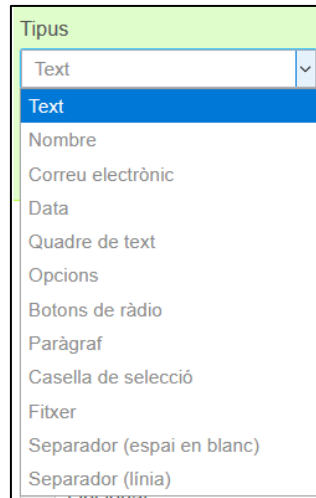 Tipus
Text
Text
Nombre
Correu electrònic
Data
Quadre de text
Opcions
Botons de ràdio
Paràgraf
Casella de selecció
Fitxer
Separador (espai en blanc)
Separador (línia)